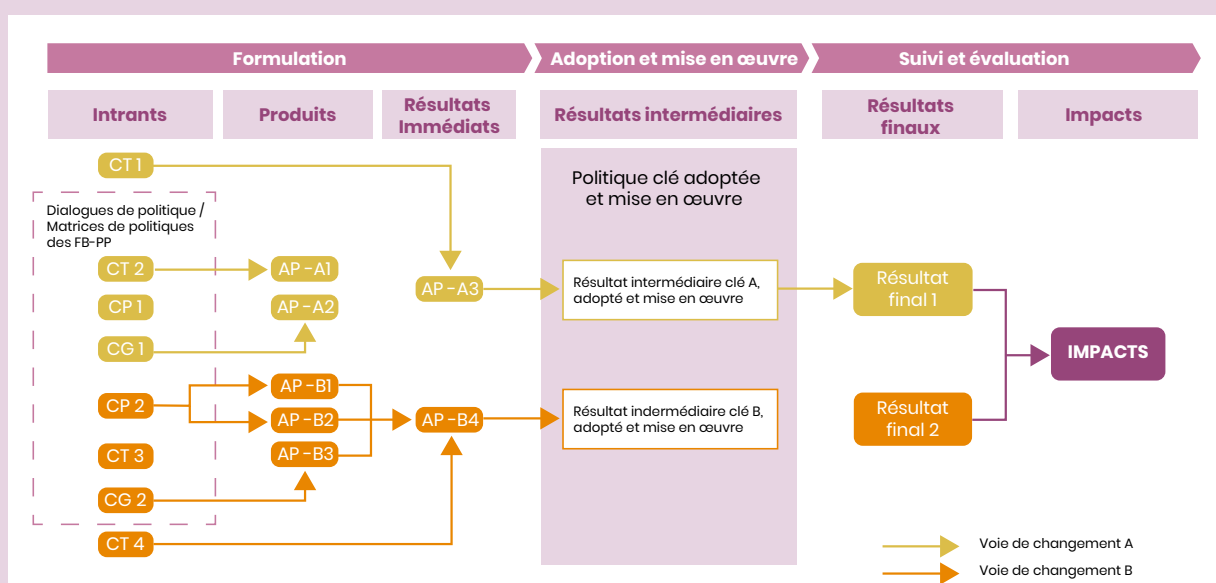 Formulation
Adoption et mise en œuvre
Suivi et évaluation
Intrants
Produits
Résultats
Immédiats
Résultats intermédiaires
Résultats
finaux
Impacts
CT 1
Politique clé adoptée
et mise en œuvre
Dialogues de politique /
Matrices de politiques
des FB-PP
CT 2
AP -A1
CP 1
AP -A2
CG 1
AP -A3
Résultat intermédiaire clé A,
adopté et mise en œuvre
Résultat
final 1
IMPACTS
CP 2
AP -B1
AP -B2
AP -B3
CT 3
CG 2
CT 4
AP -B4
Résultat indermédiaire clé B,
adopté et mise en œuvre
Résultat
final 2
Voie de changement A
Voie de changement B